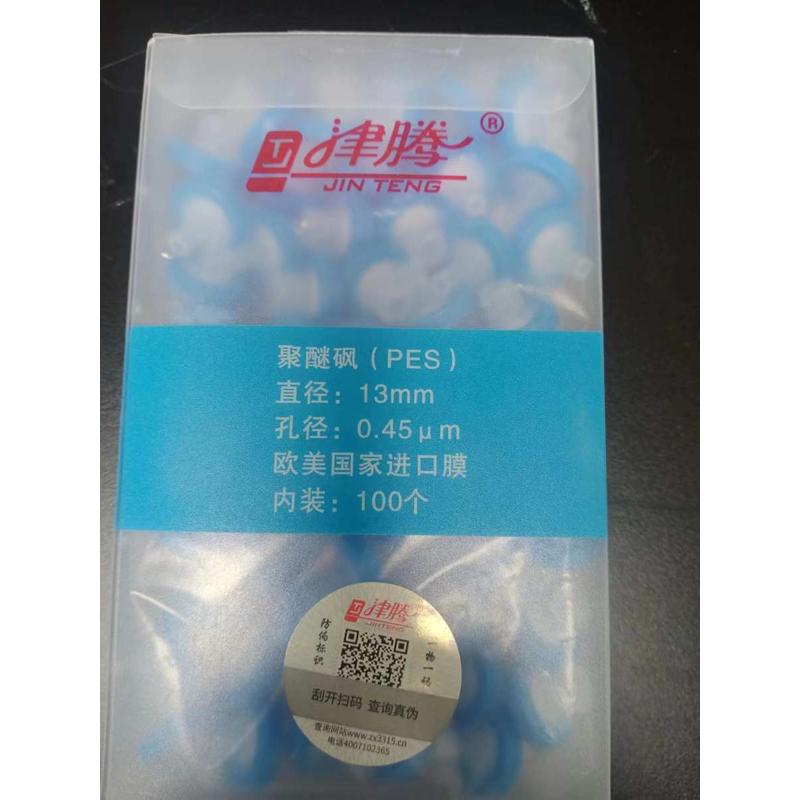 津腾®
JIN TENG
聚醚砜(PES)
直径：13mm
孔径：0.45μm
欧美国家进口膜
内装：100个
津腾
JINTENG
防伪标识
一物一码
刮开扫码 查询真伪
查询网站www.zx3315.cn
电话4007102365